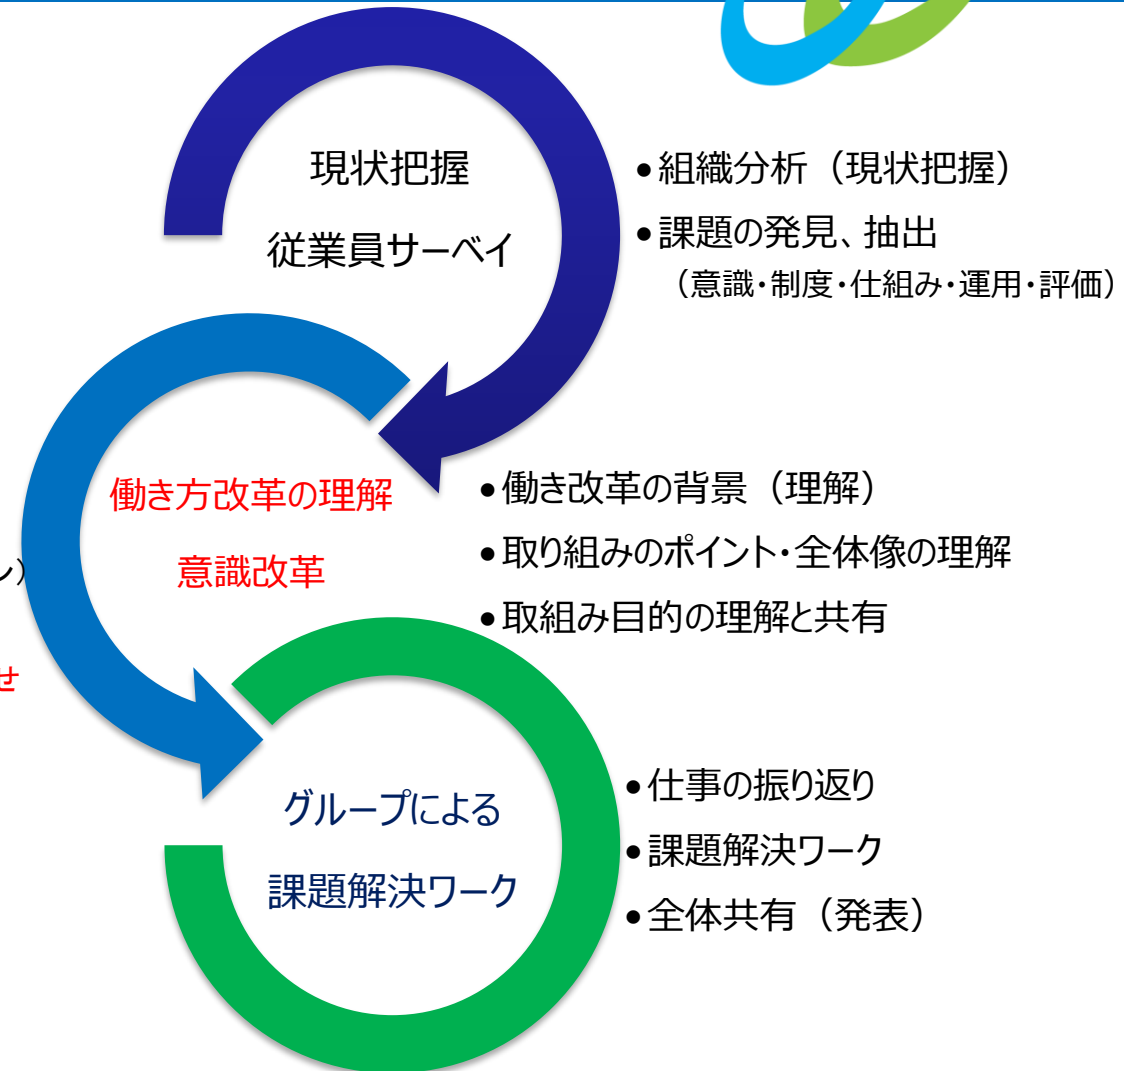 現状把握
従業員サーベイ
•組織分析（現状把握）
•課題の発見、抽出
（意識・制度・仕組み・運用・評価）
働き方改革の理解
意識改革
•働き改革の背景（理解）
•取り組みのポイント・全体像の理解
•取組み目的の理解と共有
ン）
せ
グループによる
課題解決ワーク
•仕事の振り返り
•課題解決ワーク
•全体共有（発表）